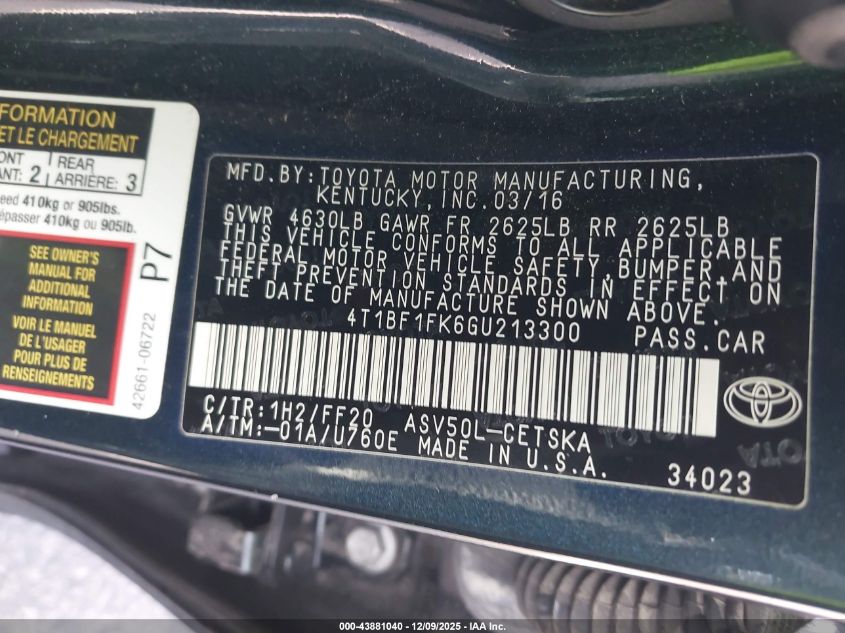 FORMATION
ET LE CHARGEMENT
ONT 2 REAR 3
ANT: ARRIÈRE:
eed 410kg or 905lbs.
épasser 410kg ou 905lb.
SEE OWNER'S
MANUAL FOR
ADDITIONAL
INFORMATION
VOIR LE MANUEL
DE L'USAGER
POUR PLUS DE
RENSEIGNEMENTS
42661-06722
P7
MFD.BY:TOYOTA MOTOR MANUFACTURING,
KENTUCKY,INC.03/16
GVWR 4630LB GAWR FR 2625LB RR 2625LB
THIS VEHICLE CONFORMS TO ALL APPLICABLE
FEDERAL MOTOR VEHICLE SAFETY,BUMPER,AND
THEFT PREVENTION STANDARDS IN EFFECT ON
THE DATE OF MANUFACTURE SHOWN ABOVE.
4T1BF1FK6GU213300 PASS.CAR
C/TR:1H2/FF20 ASV50L-CETSKA
A/TM:-01A/U760E MADE IN U.S.A.
34023
000-43881040 - 12/09/2025 - IAA Inc.